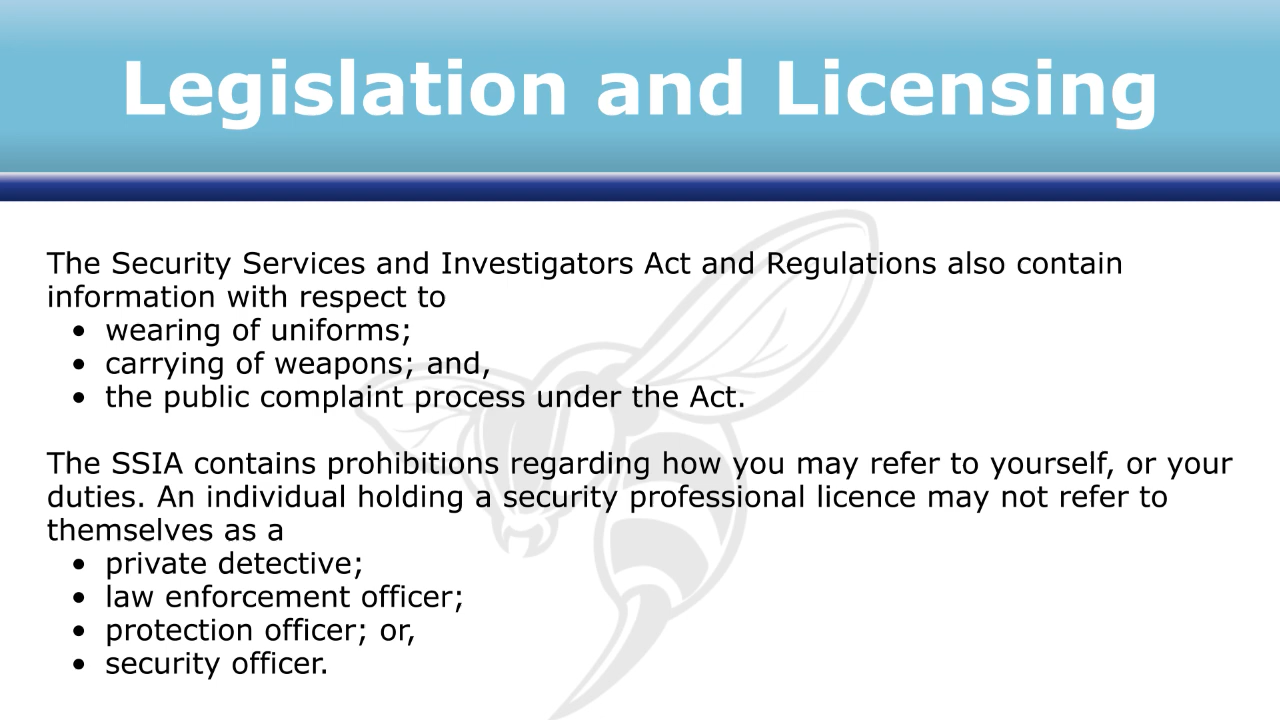 Legislation and Licensing
The Security Services and Investigators Act and Regulations also contain
information with respect to
• wearing of uniforms;
• carrying of weapons; and,
• the public complaint process under the Act.
The SSIA contains prohibitions regarding how you may refer to yourself, or your
duties. An individual holding a security professional licence may not refer to
themselves as a
• private detective;
• law enforcement officer;
• protection officer; or,
• security officer.